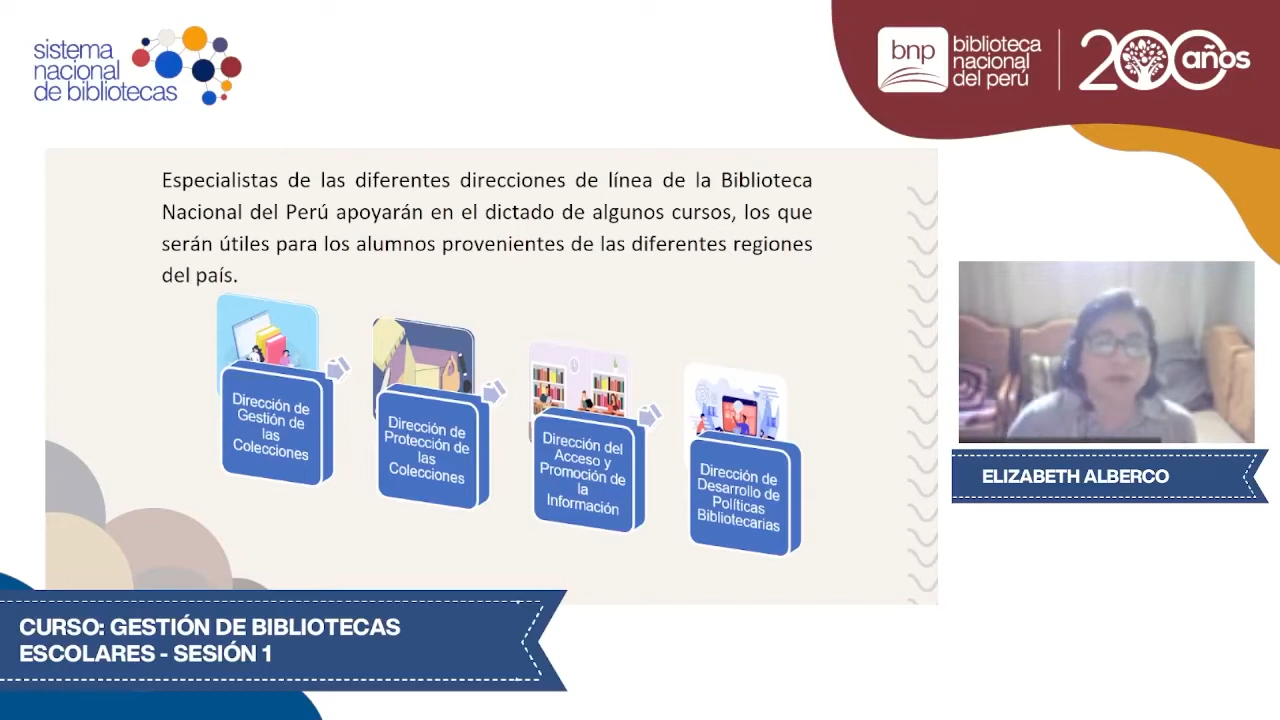 sistema
nacional
de bibliotecas
bnp
biblioteca
nacional
del perú
200 años
Especialistas de las diferentes direcciones de línea de la Biblioteca
Nacional del Perú apoyarán en el dictado de algunos cursos, los que
serán útiles para los alumnos provenientes de las diferentes regiones
del país.
Dirección de
Gestión de
las
Colecciones
Dirección de
Protección de
las
Colecciones
Dirección del
Acceso y
Promoción de
la
Información
Dirección de
Desarrollo de
Políticas
Bibliotecarias
ELIZABETH ALBERCO
CURSO: GESTIÓN DE BIBLIOTECAS
ESCOLARES - SESIÓN 1